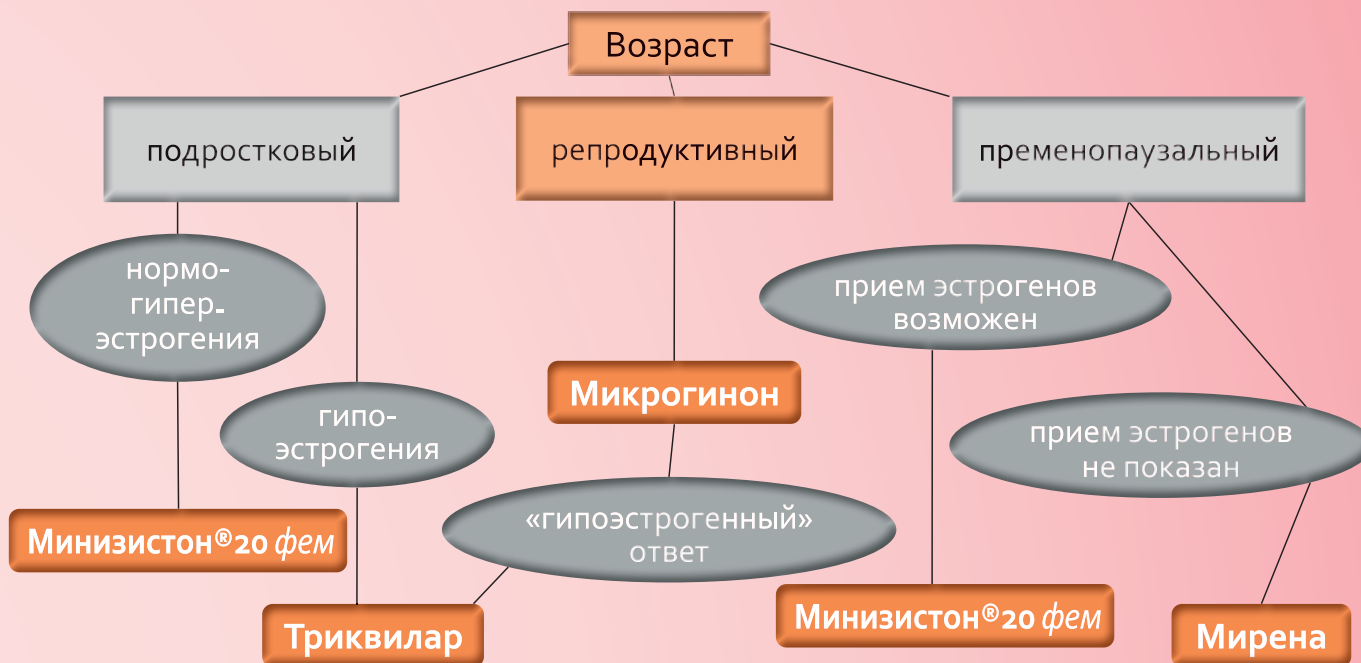 Возраст
подростковый
репродуктивный
пременопаузальный
нормо-
гипер-
эстрогения
прием эстрогенов
возможен
Микрогинон
гипо-
эстрогения
прием эстрогенов
не показан
«гипоэстрогенный»
ответ
Минизистон®20 фем
Триквилар
Минизистон®20 фем
Мирена